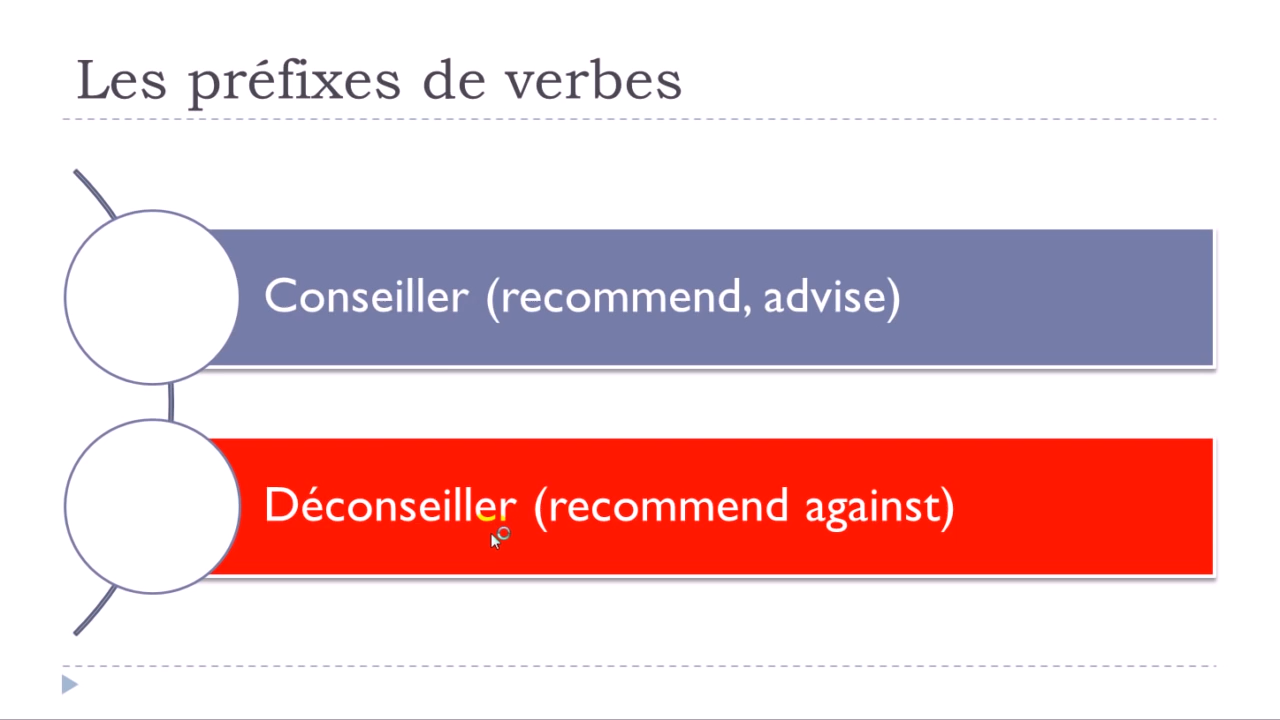 Les préfixes de verbes
Conseiller (recommend, advise)
Déconseiller (recommend against)